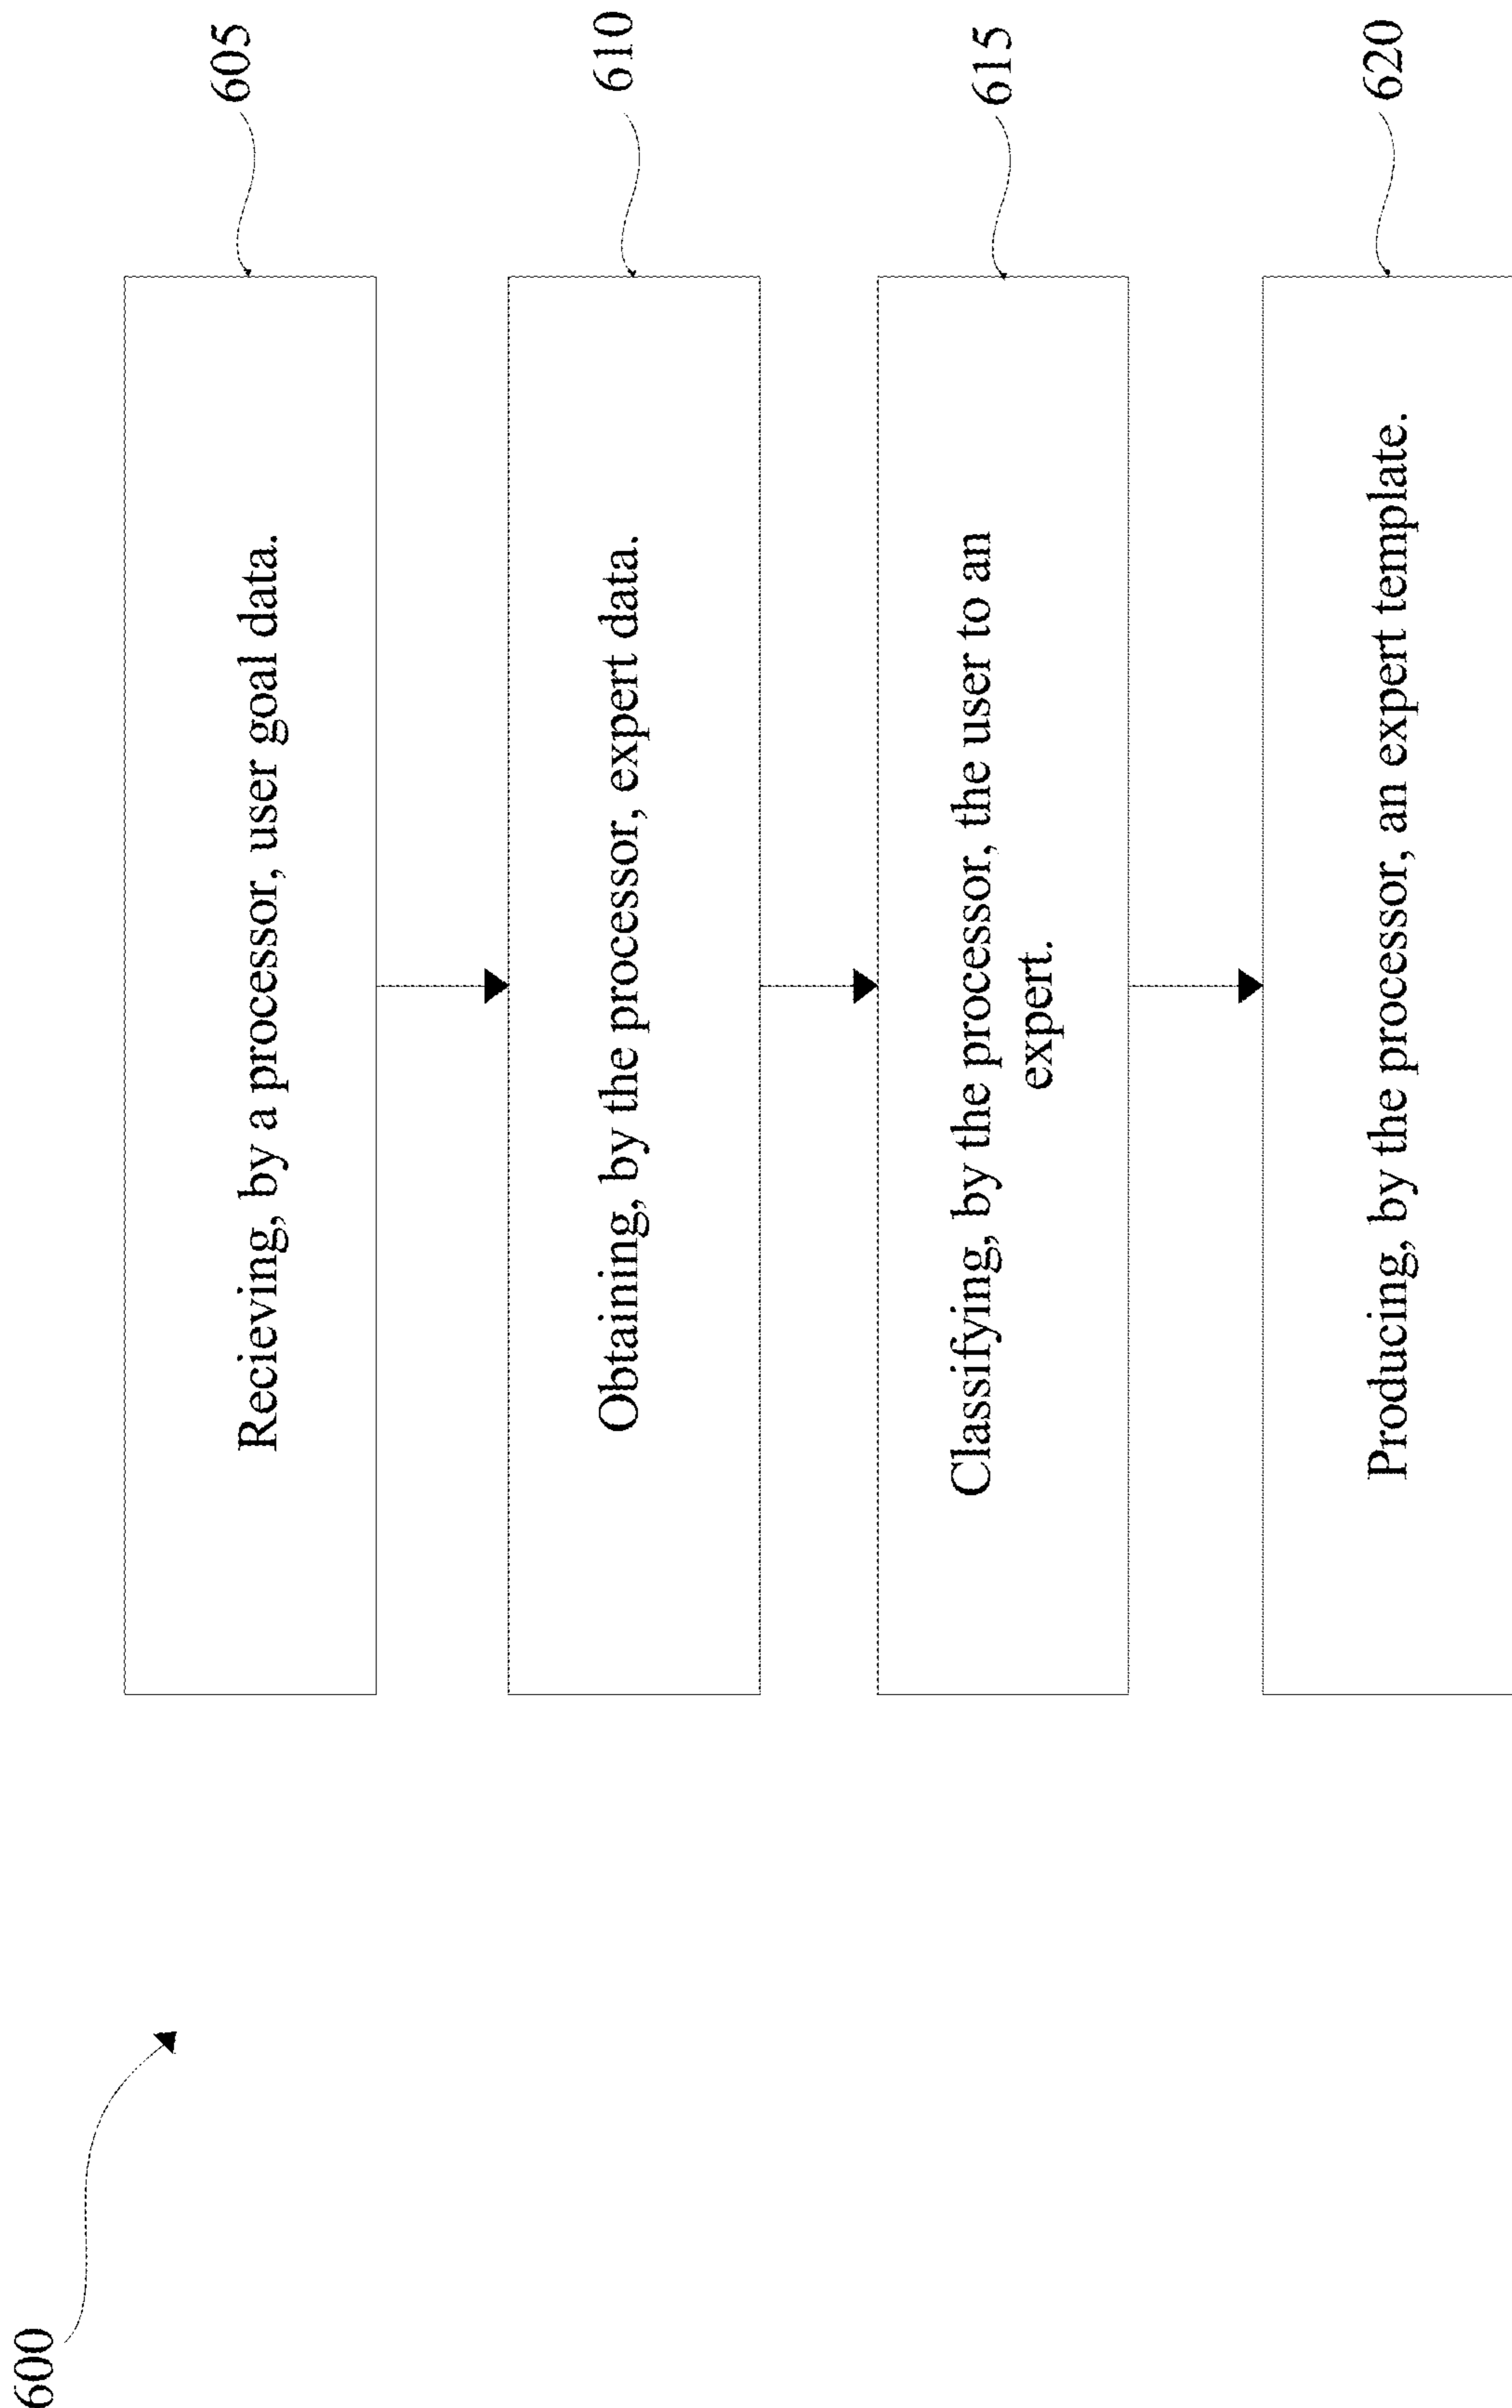 600
Recieving, by a processor, user goal data.
605
Obtaining, by the processor, expert data.
610
Classifying, by the processor, the user to an
expert.
615
Producing, by the processor, an expert template.
620